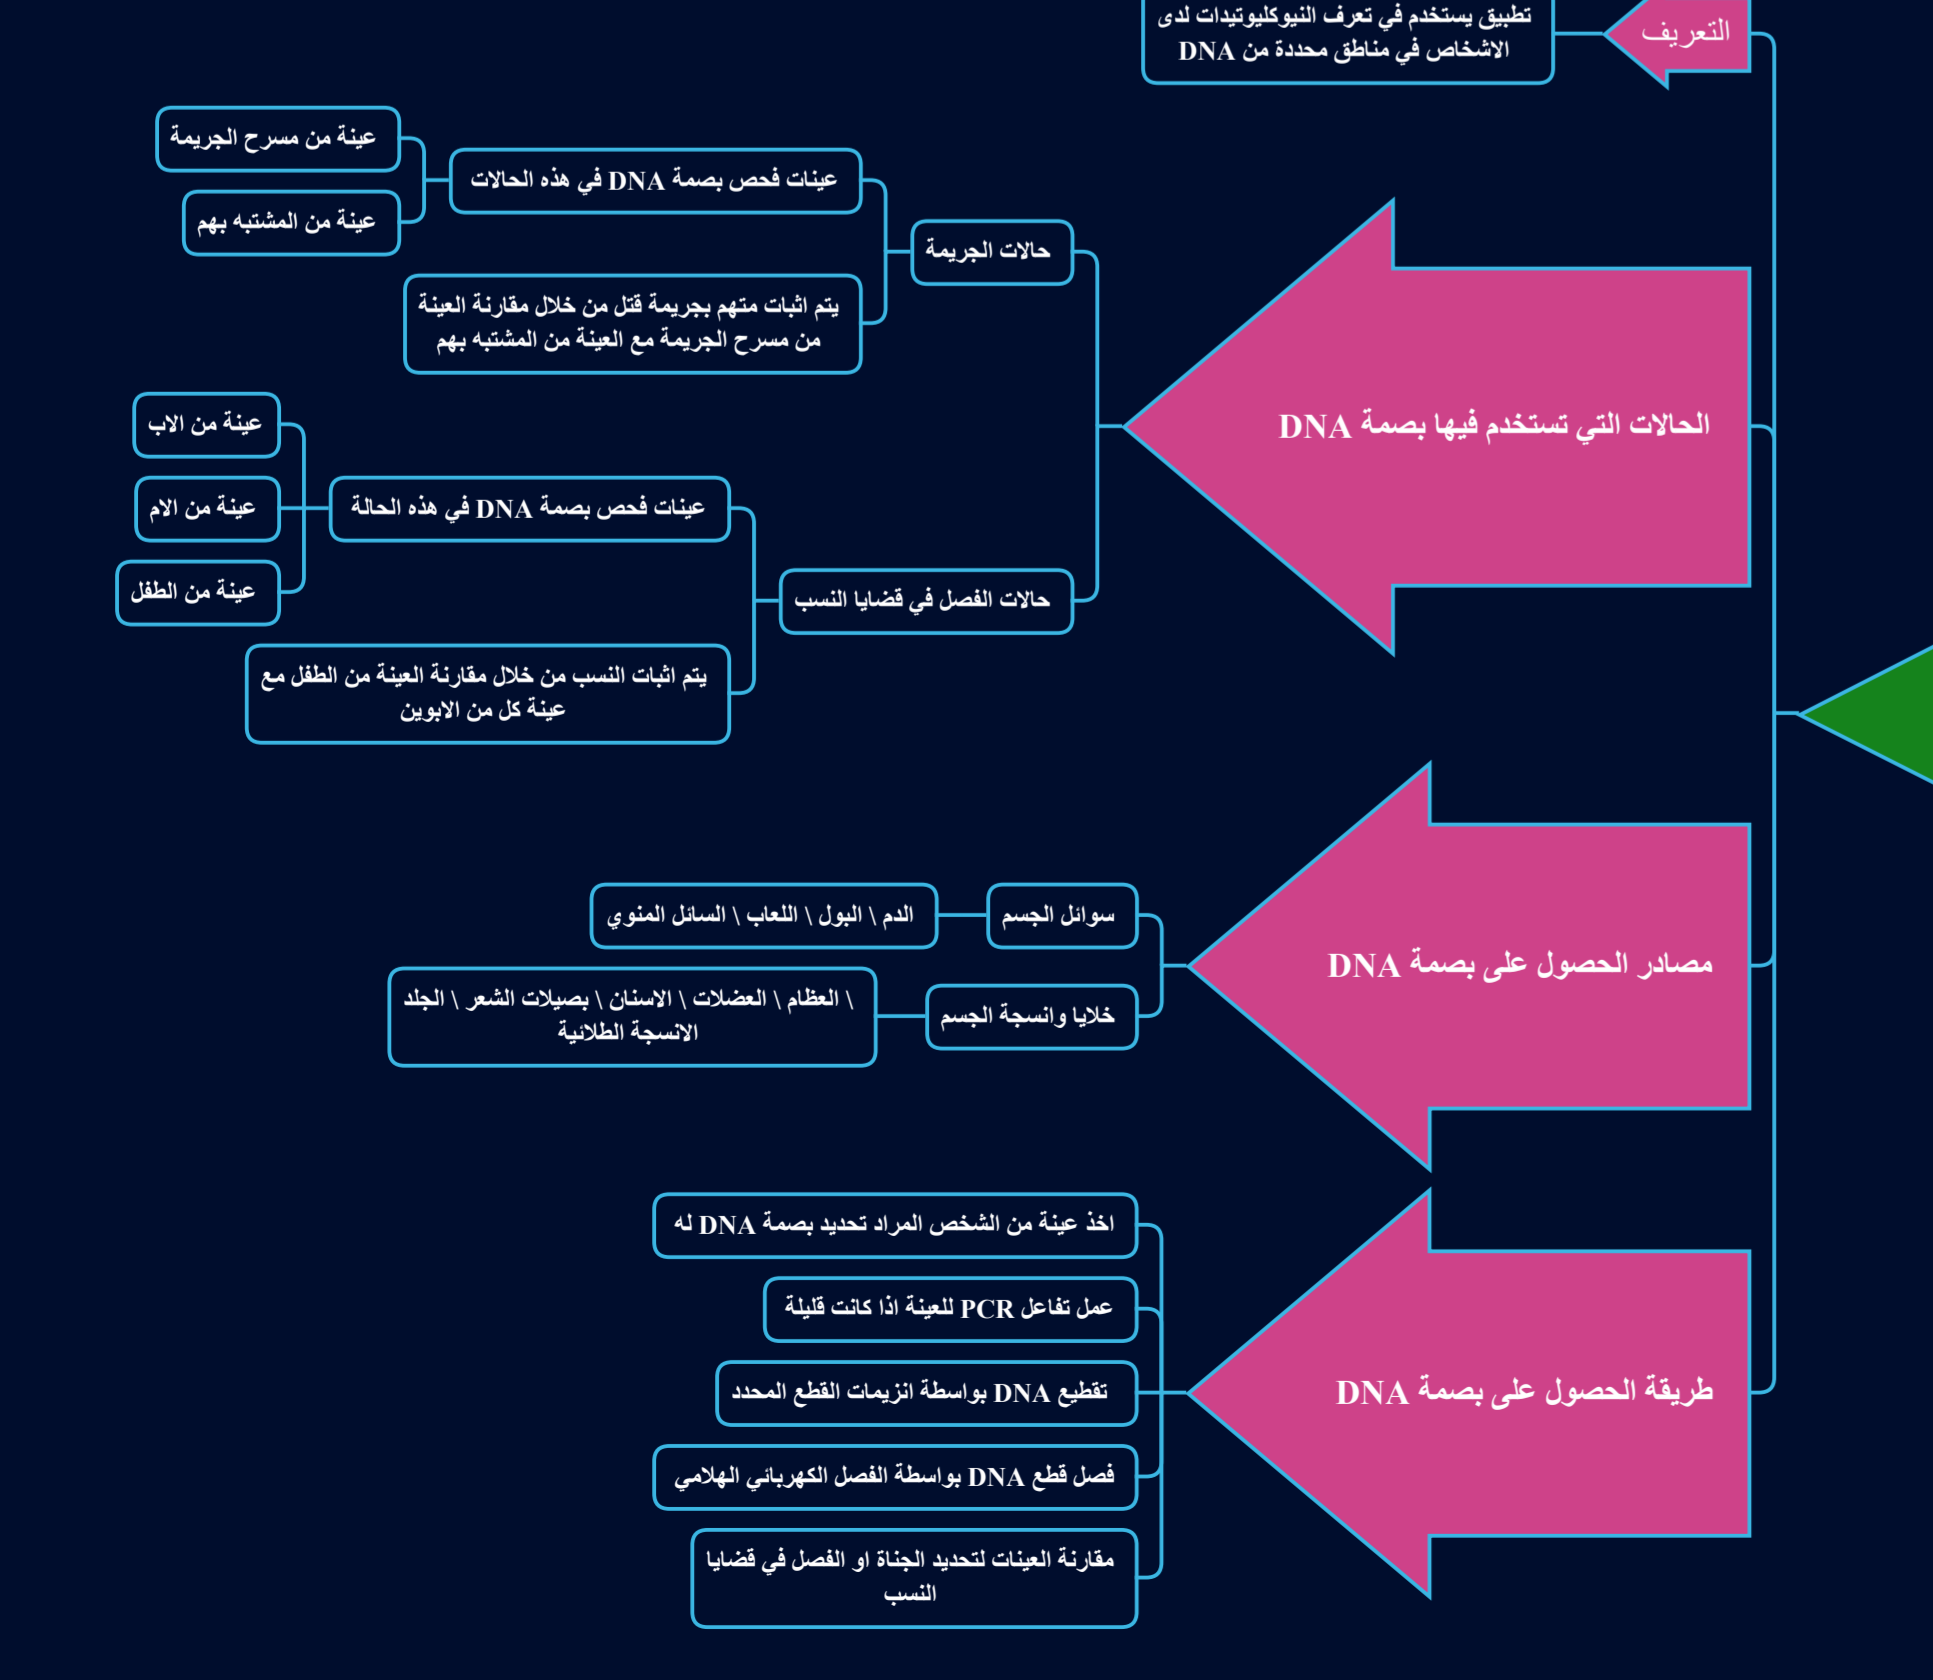 التعريف
تطبيق يستخدم في تعرف النيوكليوتيدات لدى
الاشخاص في مناطق محددة من DNA
الحالات التي تستخدم فيها بصمة DNA
حالات الجريمة
عينات فحص بصمة DNA في هذه الحالات
عينة من مسرح الجريمة
عينة من المشتبه بهم
يتم اثبات متهم بجريمة قتل من خلال مقارنة العينة
من مسرح الجريمة مع العينة من المشتبه بهم
حالات الفصل في قضايا النسب
عينات فحص بصمة DNA في هذه الحالة
عينة من الاب
عينة من الام
عينة من الطفل
يتم اثبات النسب من خلال مقارنة العينة من الطفل مع
عينة كل من الابوين
مصادر الحصول على بصمة DNA
سوائل الجسم
الدم \ البول \ اللعاب \ السائل المنوي
خلايا وانسجة الجسم
\ العظام \ العضلات \ الاسنان \ بصيلات الشعر \ الجلد
الانسجة الطلائية
طريقة الحصول على بصمة DNA
اخذ عينة من الشخص المراد تحديد بصمة DNA له
عمل تفاعل PCR للعينة اذا كانت قليلة
تقطيع DNA بواسطة انزيمات القطع المحدد
فصل قطع DNA بواسطة الفصل الكهربائي الهلامي
مقارنة العينات لتحديد الجناة او الفصل في قضايا
النسب